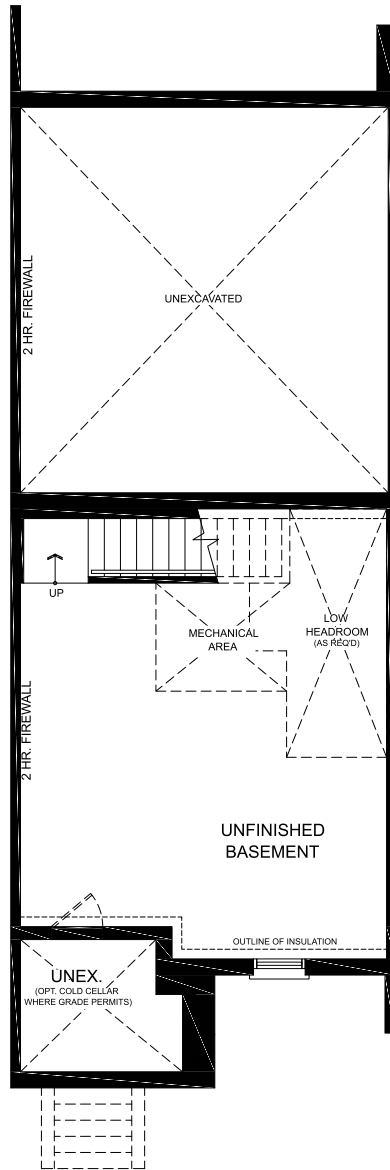 2 HR. FIREWALL
UNEXCAVATED
UP
MECHANICAL
AREA
LOW
HEADROOM
(AS REQ'D)
2 HR. FIREWALL
UNFINISHED
BASEMENT
OUTLINE OF INSULATION
UNEX.
(OPT. COLD CELLAR
WHERE GRADE PERMITS)